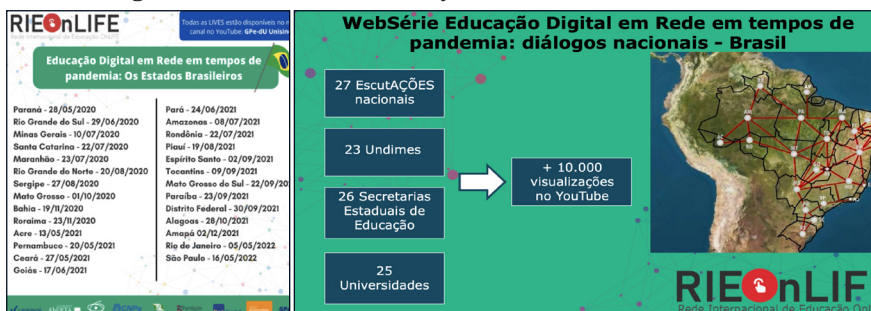 RIEOnLIFE
Rede Internacional de Educação OnLIFE
Todas as LIVES estão disponíveis no
canal no YouTube: GPe-dU Unisin
Educação Digital em Rede em tempos de
pandemia: Os Estados Brasileiros
Paraná - 28/05/2020
Rio Grande do Sul - 29/06/2020
Minas Gerais - 10/07/2020
Santa Catarina - 22/07/2020
Maranhão - 23/07/2020
Rio Grande do Norte - 20/08/2020
Sergipe - 27/08/2020
Mato Grosso - 01/10/2020
Bahia - 19/11/2020
Roraima - 23/11/2020
Acre - 13/05/2021
Pernambuco - 20/05/2021
Ceará - 27/05/2021
Goiás - 17/06/2021
Pará - 24/06/2021
Amazonas - 08/07/2021
Rondônia - 22/07/2021
Piauí - 19/08/2021
Espírito Santo - 02/09/2021
Tocantins - 09/09/2021
Mato Grosso do Sul - 22/09/20
Paraíba - 23/09/2021
Distrito Federal - 30/09/2021
Alagoas - 28/10/2021
Amapá 02/12/2021
Rio de Janeiro - 05/05/2022
São Paulo - 16/05/2022
WebSérie Educação Digital em Rede em tempos de
pandemia: diálogos nacionais - Brasil
27 EscutAÇÕES
nacionais
23 Undimes
26 Secretarias
Estaduais de
Educação
25
Universidades
+ 10.000
visualizações
no YouTube
RIEOnLIF
Rede Internacional de Educação Onl